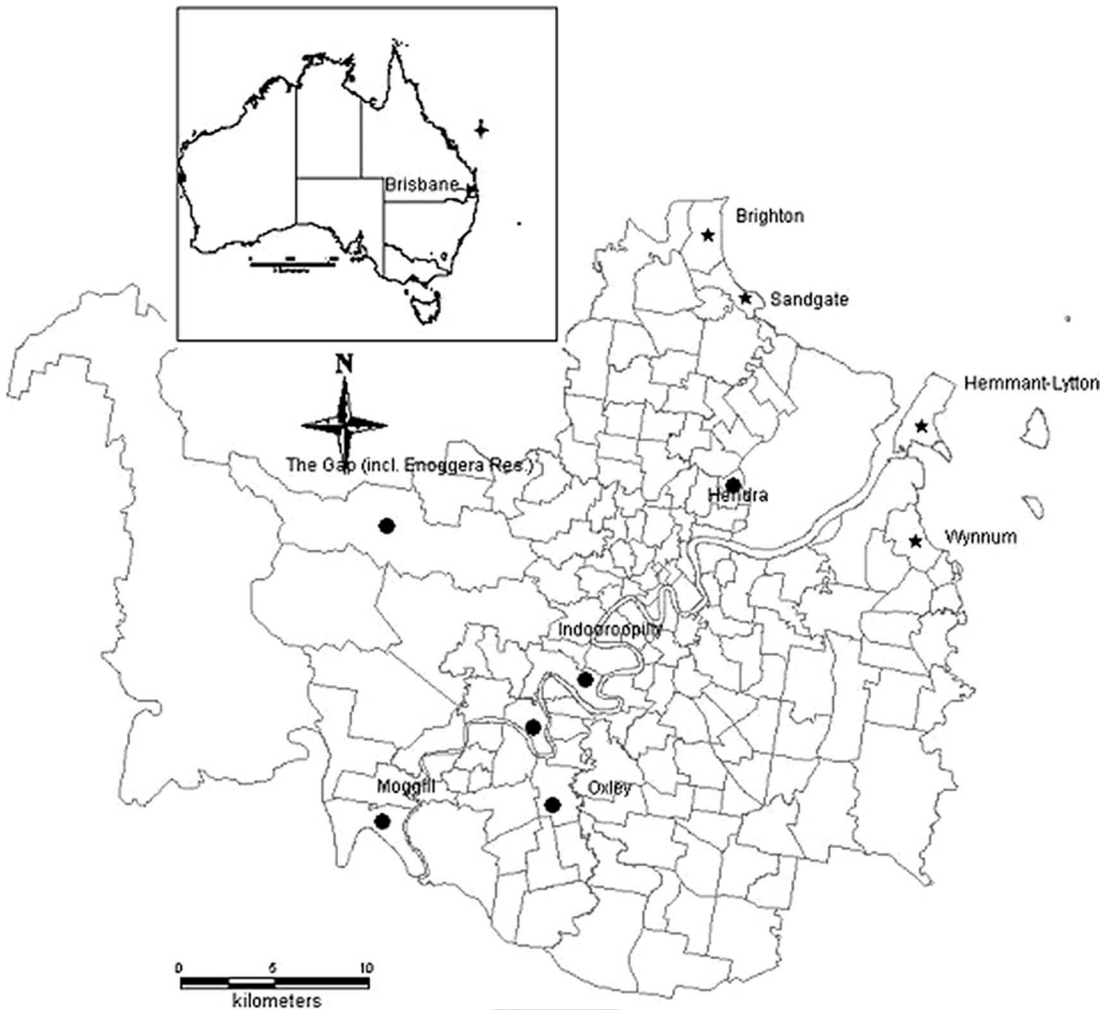 Brisbane
Brighton
Sandgate
N
Hemmant-Lytton
The Gap (incl. Enoggera Res.)
Hendra
Wynnum
Indooroopilly
Moggill
Oxley
0 5 10
kilometers